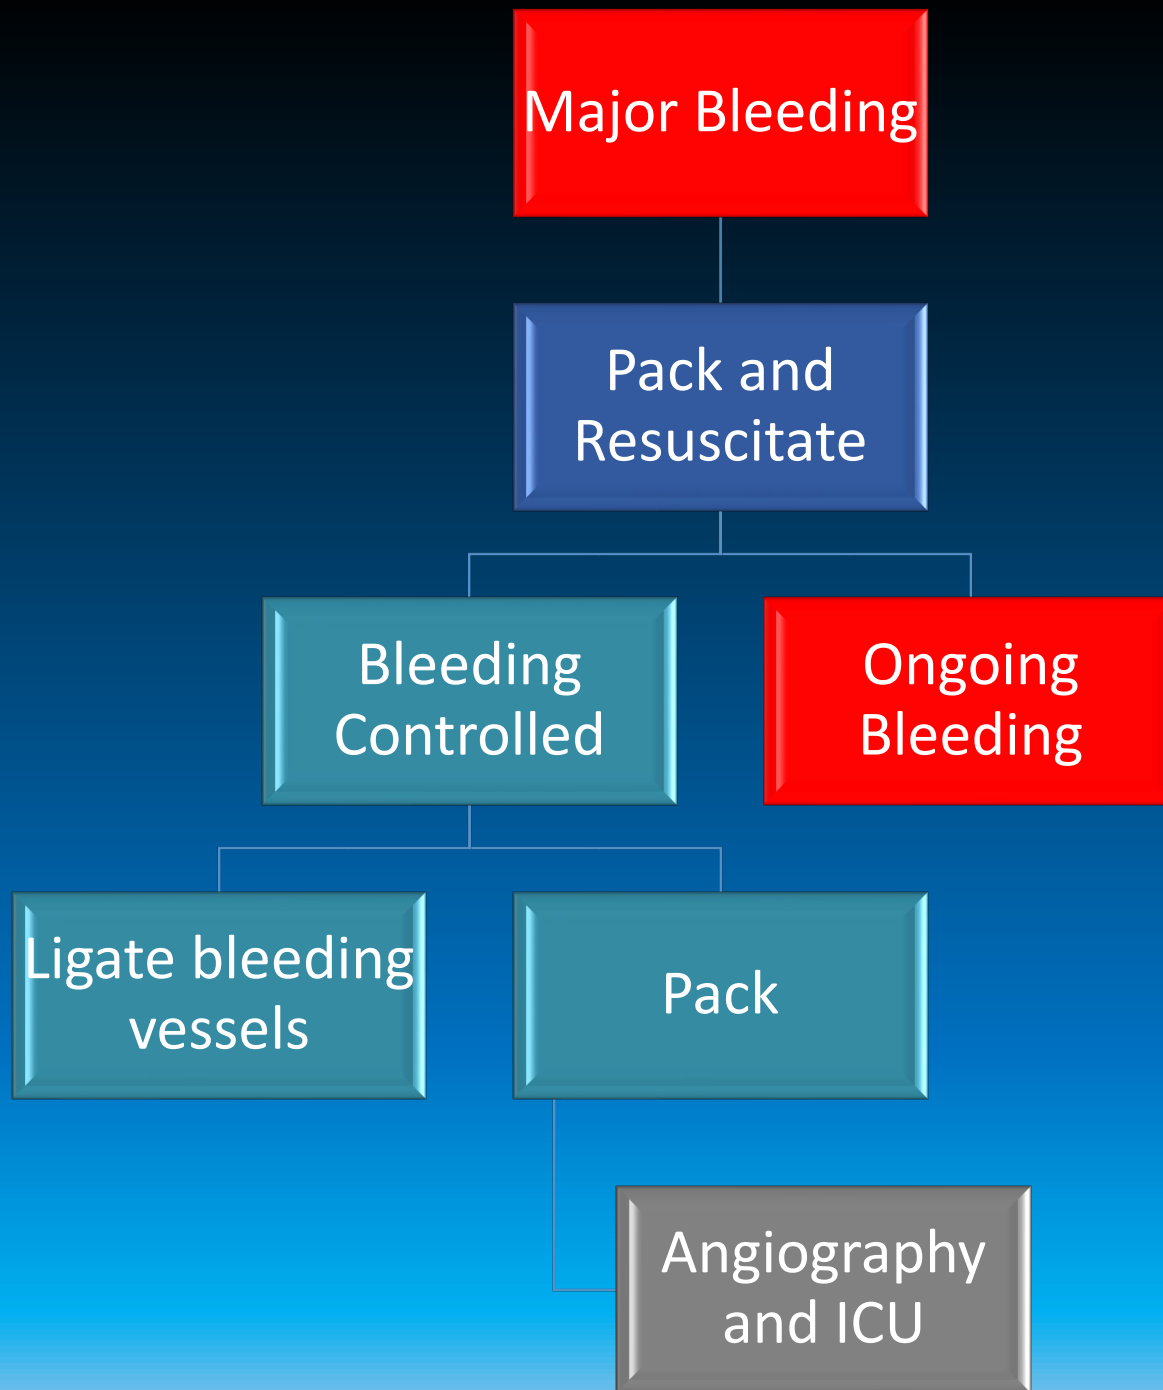 Major Bleeding
Pack and
Resuscitate
Bleeding
Controlled
Ongoing
Bleeding
Ligate bleeding
vessels
Pack
Angiography
and ICU